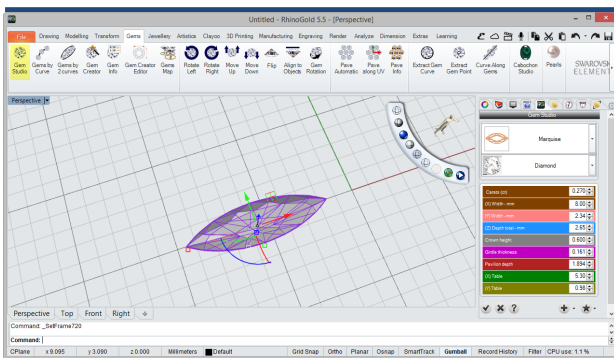 Untitled - RhinoGold 5.5 - [Perspective]
File Drawing Modelling Transform Gems Jewellery Artistics Clayoo 3D Printing Manufacturing Engraving Render Analyze Dimension Extras Learning
Gem Studio Gems by Curve Gems by 2 curves Gem Creator Gem Info Gem Creator Editor Gems Map Rotate Left Rotate Right Move Up Move Down Flip Align to Objects Gem Rotation Pave Automatic Pave along UV Pave Info Extract Gem Curve Extract Gem Point Curve Along Gems Cabochon Studio Pearls SWAROVSK ELEMENT
Perspective
Gem Studio
Marquise
Diamond
Carats (ct) 0.270
(X) Width - mm 8.00
(Y) Width - mm 2.34
(Z) Depth total - mm 2.65
Crown height 0.600
Girdle thickness 0.161
Pavilion depth 1.894
(X) Table 5.30
(Y) Table 0.98
Perspective Top Front Right
Command: _SelFrame720
Command:
CPlane x 9.095 y 3.090 z 0.000 Millimeters Default Grid Snap Ortho Planar Osnap SmartTrack Gumball Record History Filter CPU use: 1.1 %